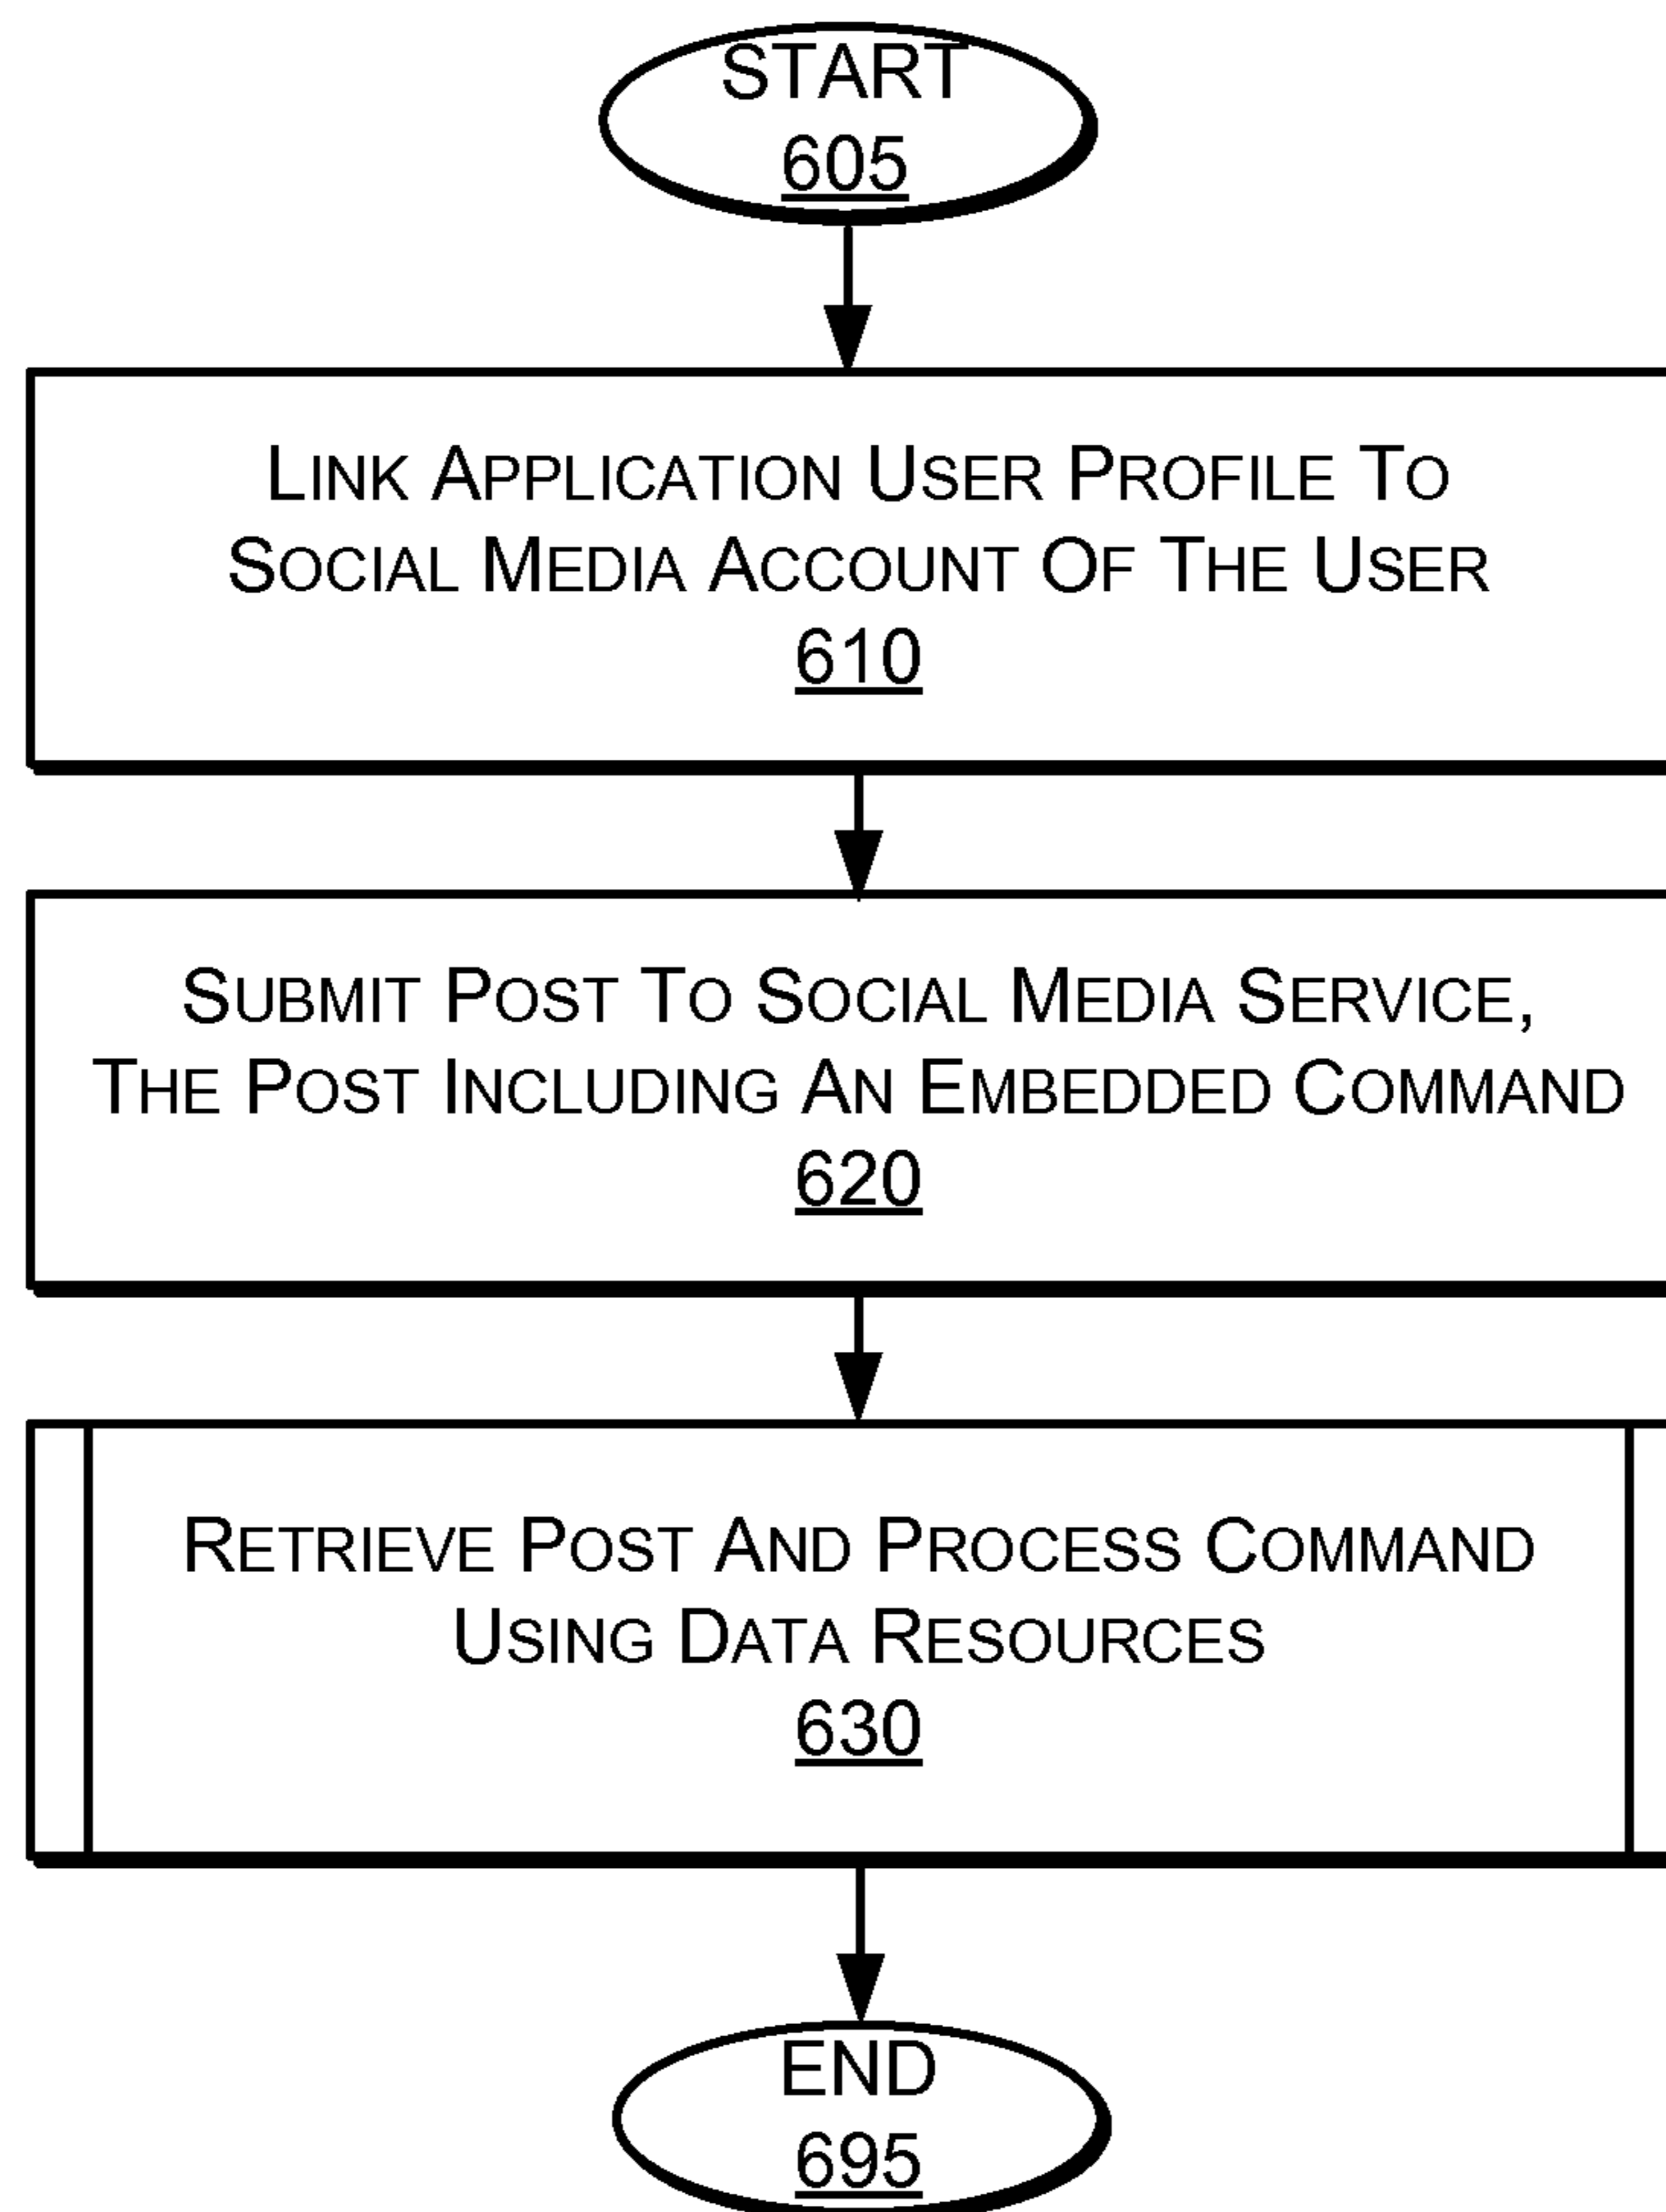 START
605
LINK APPLICATION USER PROFILE TO
SOCIAL MEDIA ACCOUNT OF THE USER
610
SUBMIT POST TO SOCIAL MEDIA SERVICE,
THE POST INCLUDING AN EMBEDDED COMMAND
620
RETRIEVE POST AND PROCESS COMMAND
USING DATA RESOURCES
630
END
695